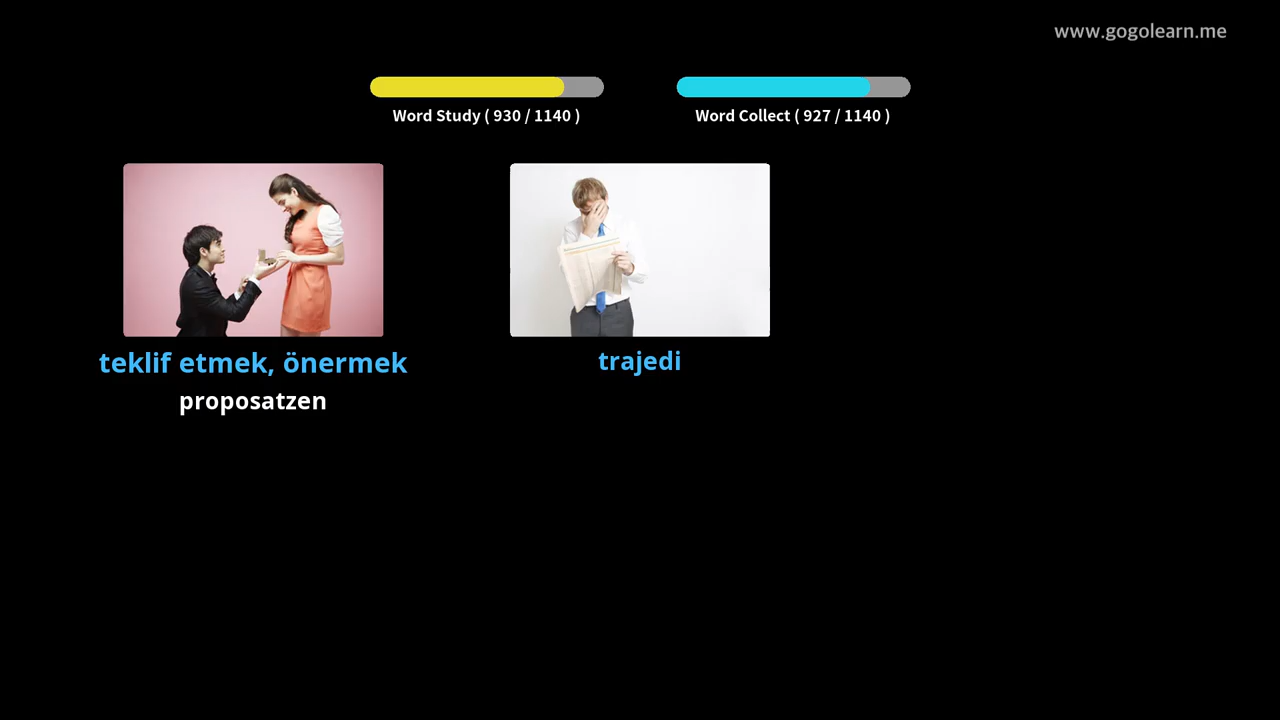 www.gogolearn.me
Word Study ( 930 / 1140 )
Word Collect ( 927 / 1140 )
teklif etmek, önermek
proposatzen
trajedi